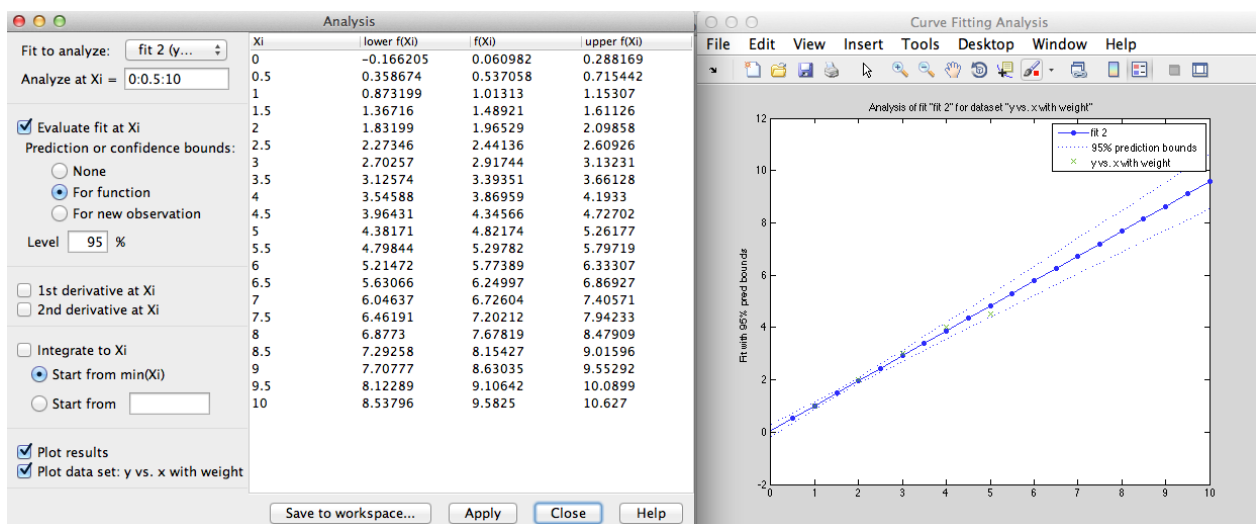 Analysis
Fit to analyze: fit 2 (y...
Analyze at Xi = 0:0.5:10
Evaluate fit at Xi
Prediction or confidence bounds:
None
For function
For new observation
Level 95 %
1st derivative at Xi
2nd derivative at Xi
Integrate to Xi
Start from min(Xi)
Start from
Plot results
Plot data set: y vs. x with weight
Xi lower f(Xi) f(Xi) upper f(Xi)
0 -0.166205 0.060982 0.288169
0.5 0.358674 0.537058 0.715442
1 0.873199 1.01313 1.15307
1.5 1.36716 1.48921 1.61126
2 1.83199 1.96529 2.09858
2.5 2.27346 2.44136 2.60926
3 2.70257 2.91744 3.13231
3.5 3.12574 3.39351 3.66128
4 3.54588 3.86959 4.1933
4.5 3.96431 4.34566 4.72702
5 4.38171 4.82174 5.26177
5.5 4.79844 5.29782 5.79719
6 5.21472 5.77389 6.33307
6.5 5.63066 6.24997 6.86927
7 6.04637 6.72604 7.40571
7.5 6.46191 7.20212 7.94233
8 6.8773 7.67819 8.47909
8.5 7.29258 8.15427 9.01596
9 7.70777 8.63035 9.55292
9.5 8.12289 9.10642 10.0899
10 8.53796 9.5825 10.627
Save to workspace... Apply Close Help
Curve Fitting Analysis
File Edit View Insert Tools Desktop Window Help
Analysis of fit "fit 2" for dataset "y vs. x with weight"
fit 2
95% prediction bounds
y vs. x with weight
Fit with 95% pred bounds
12
10
8
6
4
2
0
-2
0 1 2 3 4 5 6 7 8 9 10